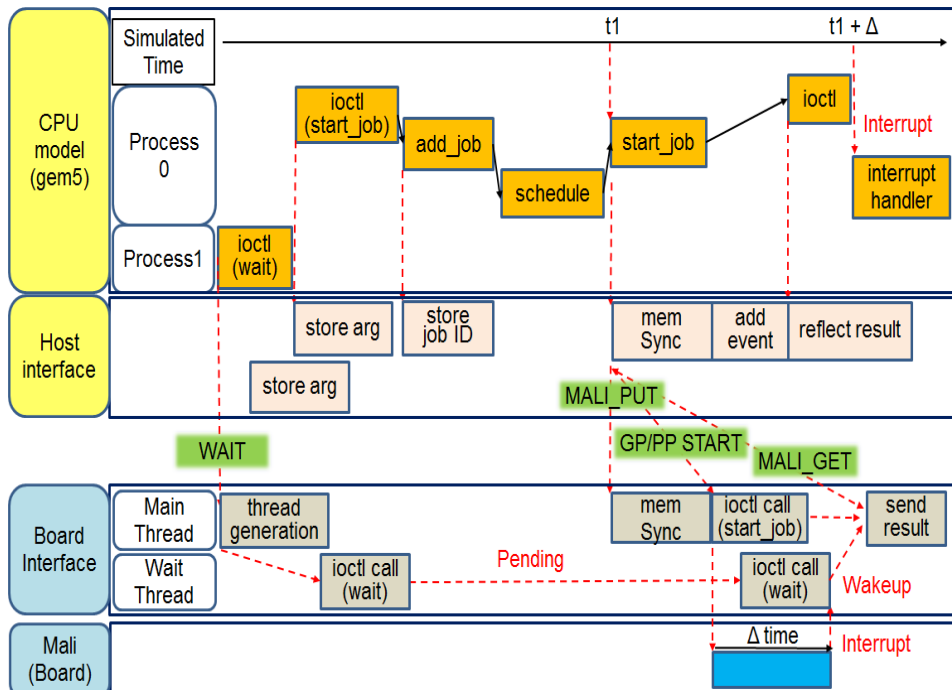 t1
t1 + Δ
Simulated
Time
CPU
model
(gem5)
Process
0
ioctl
(start_job)
add_job
schedule
start_job
ioctl
Interrupt
interrupt
handler
Process1
ioctl
(wait)
Host
interface
store arg
store
job ID
mem
Sync
add
event
reflect result
store arg
MALI_PUT
WAIT
GP/PP START
MALI_GET
Board
Interface
Main
Thread
thread
generation
mem
Sync
ioctl call
(start_job)
send
result
Wait
Thread
ioctl call
(wait)
Pending
ioctl call
(wait)
Wakeup
Mali
(Board)
Δ time
Interrupt